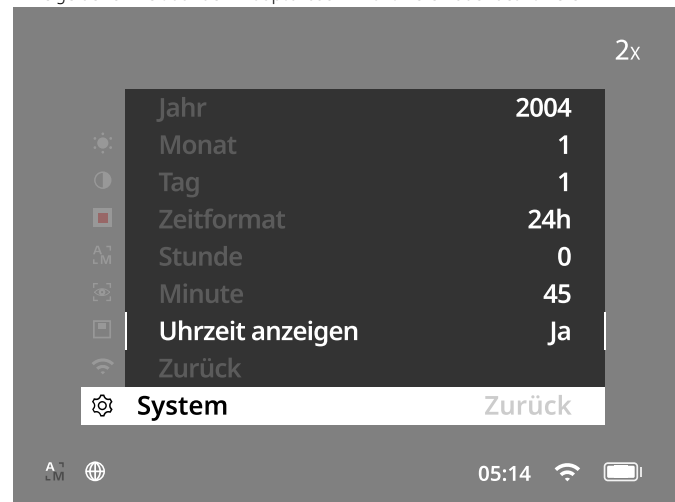 2x
Jahr 2004
Monat 1
Tag 1
Zeitformat 24h
Stunde 0
Minute 45
Uhrzeit anzeigen Ja
Zurück
System Zurück
A M 05:14